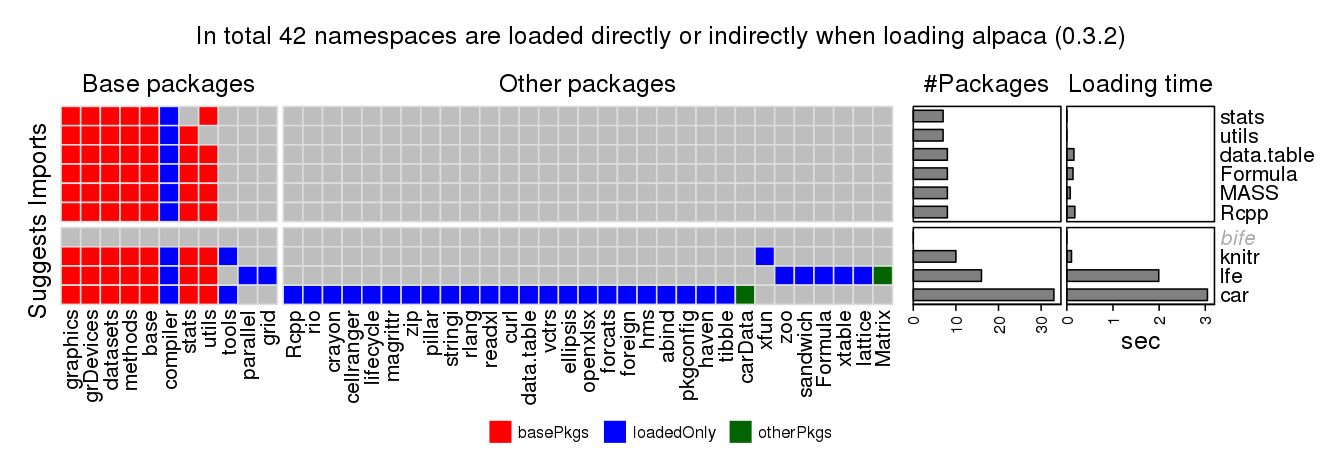 In total 42 namespaces are loaded directly or indirectly when loading alpaca (0.3.2)
Base packages
Other packages
#Packages
Loading time
Imports
Suggests
stats
utils
data.table
Formula
MASS
Rcpp
bife
knitr
lfe
car
graphics
grDevices
datasets
methods
base
compiler
stats
utils
tools
parallel
grid
Rcpp
rio
crayon
cellranger
lifecycle
magrittr
zip
pillar
stringi
rlang
readxl
curl
data.table
vctrs
ellipsis
openxlsx
forcats
foreign
hms
abind
pkgconfig
haven
tibble
carData
xfun
zoo
sandwich
Formula
xtable
lattice
Matrix
0 10 20 30
0 1 2 3
sec
basePkgs loadedOnly otherPkgs